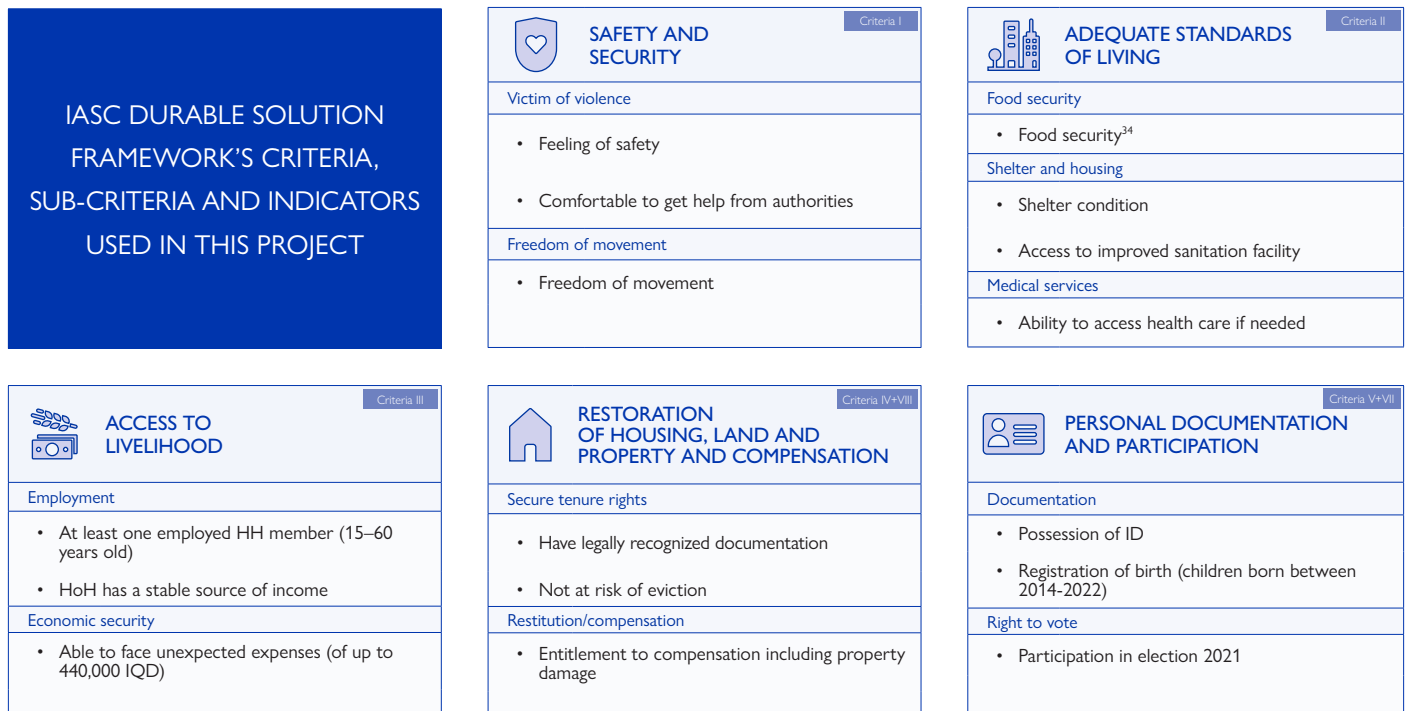 IASC DURABLE SOLUTION
FRAMEWORK'S CRITERIA,
SUB-CRITERIA AND INDICATORS
USED IN THIS PROJECT
Criteria I
SAFETY AND
SECURITY
Victim of violence
• Feeling of safety
• Comfortable to get help from authorities
Freedom of movement
• Freedom of movement
Criteria II
ADEQUATE STANDARDS
OF LIVING
Food security
• Food security34
Shelter and housing
• Shelter condition
• Access to improved sanitation facility
Medical services
• Ability to access health care if needed
Criteria III
ACCESS TO
LIVELIHOOD
Employment
• At least one employed HH member (15–60
years old)
• HoH has a stable source of income
Economic security
• Able to face unexpected expenses (of up to
440,000 IQD)
Criteria IV+VIII
RESTORATION
OF HOUSING, LAND AND
PROPERTY AND COMPENSATION
Secure tenure rights
• Have legally recognized documentation
• Not at risk of eviction
Restitution/compensation
• Entitlement to compensation including property
damage
Criteria V+VII
PERSONAL DOCUMENTATION
AND PARTICIPATION
Documentation
• Possession of ID
• Registration of birth (children born between
2014-2022)
Right to vote
• Participation in election 2021